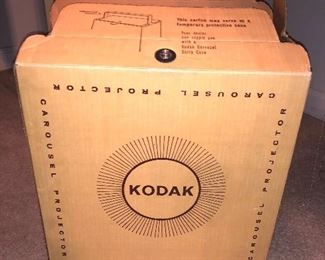 This carton may serve as a
temporary protective case.
Your dealer
can supply you
with a
Kodak Carousel
Carry Case
CAROUSEL PROJECTOR
CAROUSEL PROJECTOR
CAROUSEL PROJECTOR
CAROUSEL PROJECTOR
KODAK